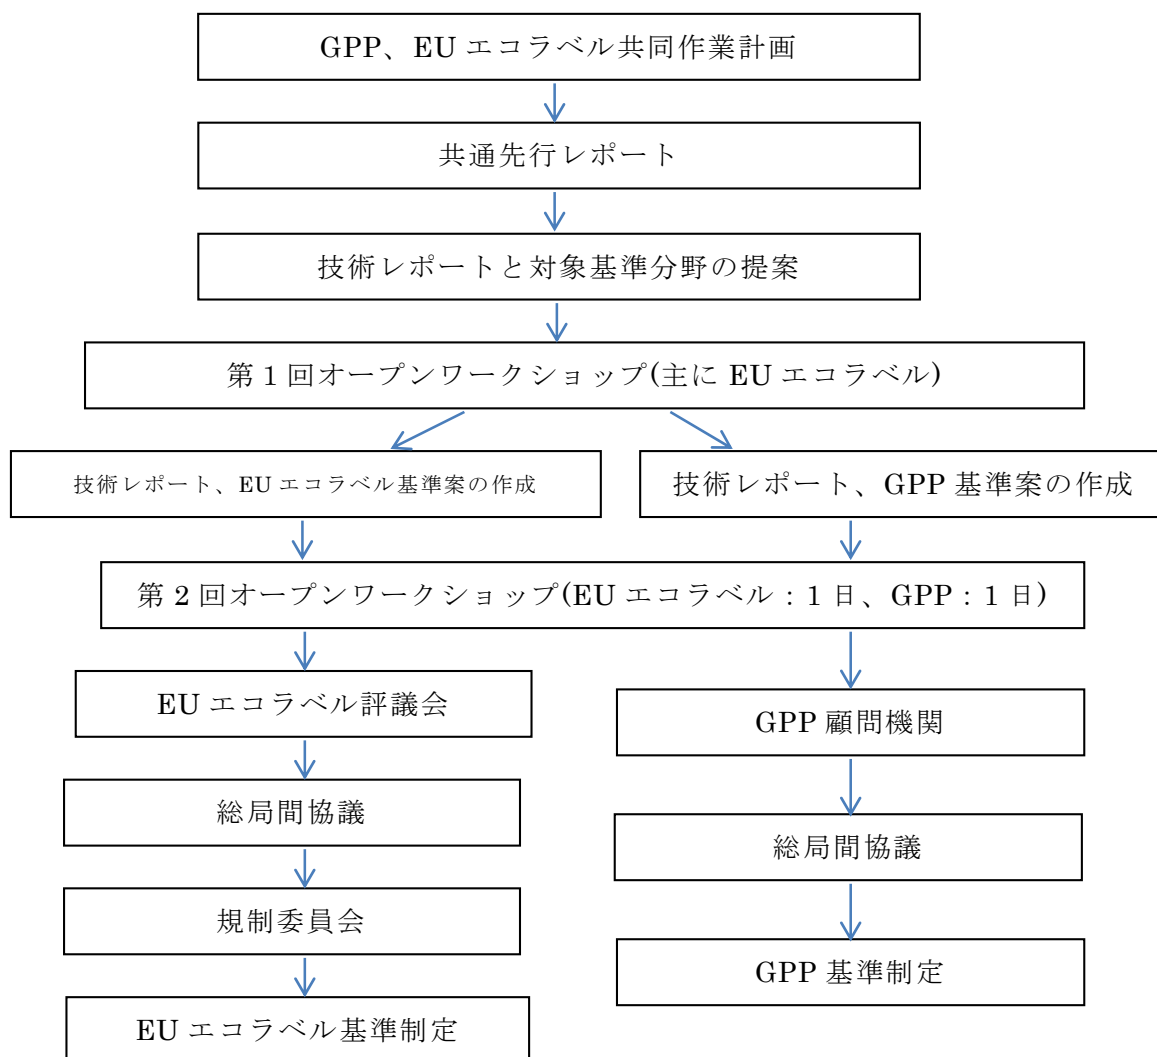 GPP、EU エコラベル共同作業計画
共通先行レポート
技術レポートと対象基準分野の提案
第 1 回オープンワークショップ(主に EU エコラベル)
技術レポート、EU エコラベル基準案の作成
技術レポート、GPP 基準案の作成
第 2 回オープンワークショップ(EU エコラベル：1 日、GPP：1 日)
EU エコラベル評議会
総局間協議
規制委員会
EU エコラベル基準制定
GPP 顧問機関
総局間協議
GPP 基準制定